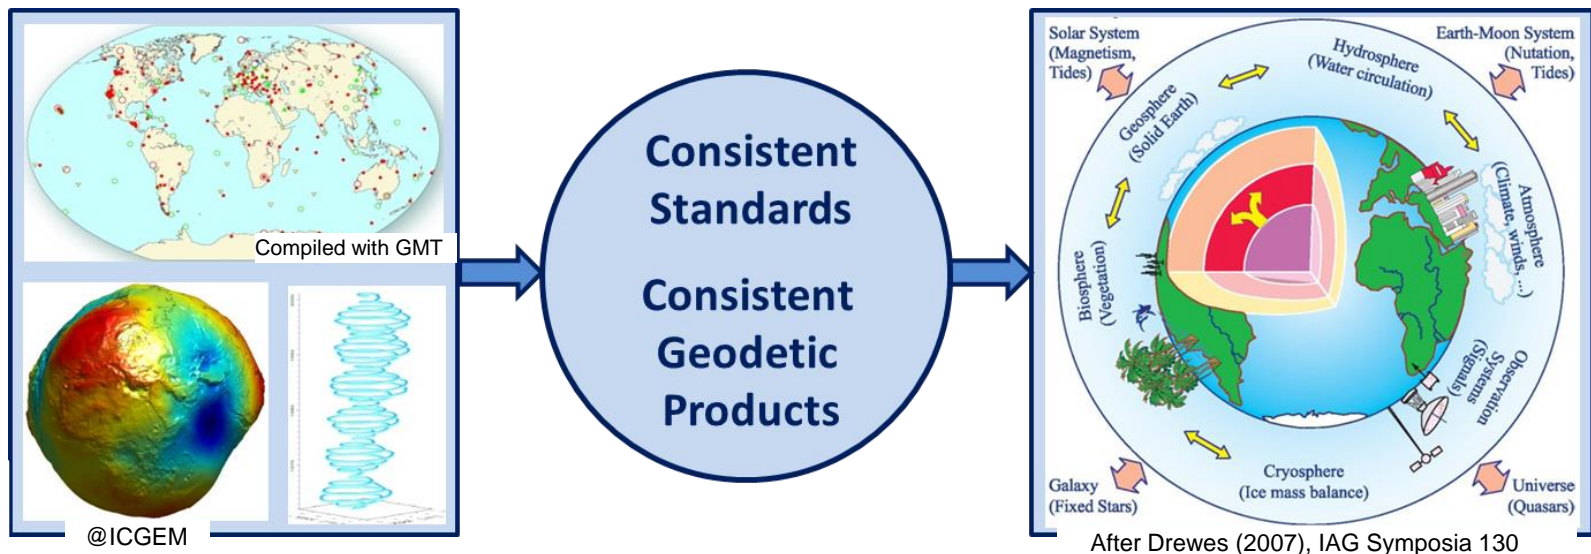 Compiled with GMT
@ICGEM
Consistent
Standards
Consistent
Geodetic
Products
Solar System
(Magnetism,
Tides)
Earth-Moon System
(Nutation,
Tides)
Hydrosphere
(Water circulation)
Geosphere
(Solid Earth)
Atmosphere
(Climate, winds, ...)
Biosphere
(Vegetation)
Observation
Systems
(Signals)
Cryosphere
(Ice mass balance)
Galaxy
(Fixed Stars)
Universe
(Quasars)
After Drewes (2007), IAG Symposia 130